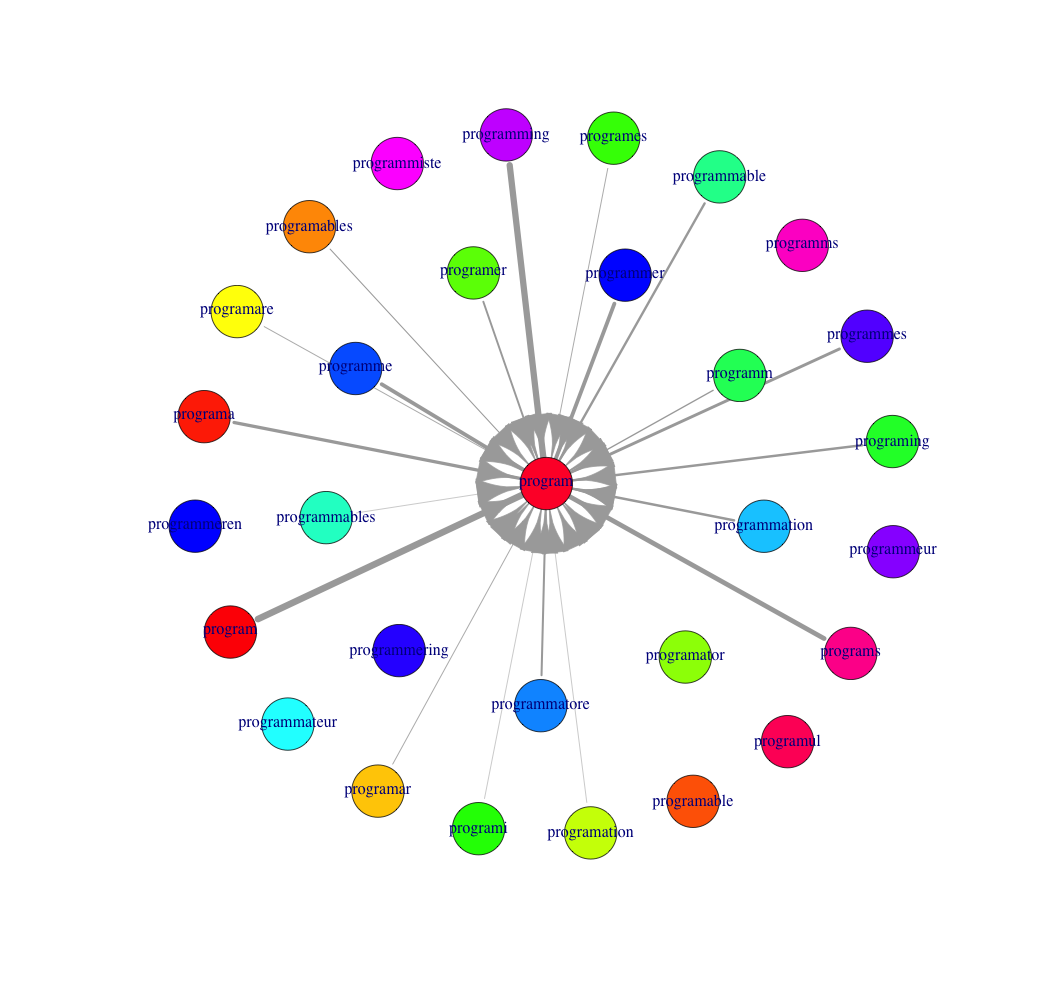 programming
programes
programmiste
programmable
programables
programms
programer
programmer
programare
programmes
programme
programm
programa
programing
program
programmables
programmeren
programmation
programmeur
program
programmering
programator
programs
programmatore
programmateur
programul
programar
programable
programi
programation